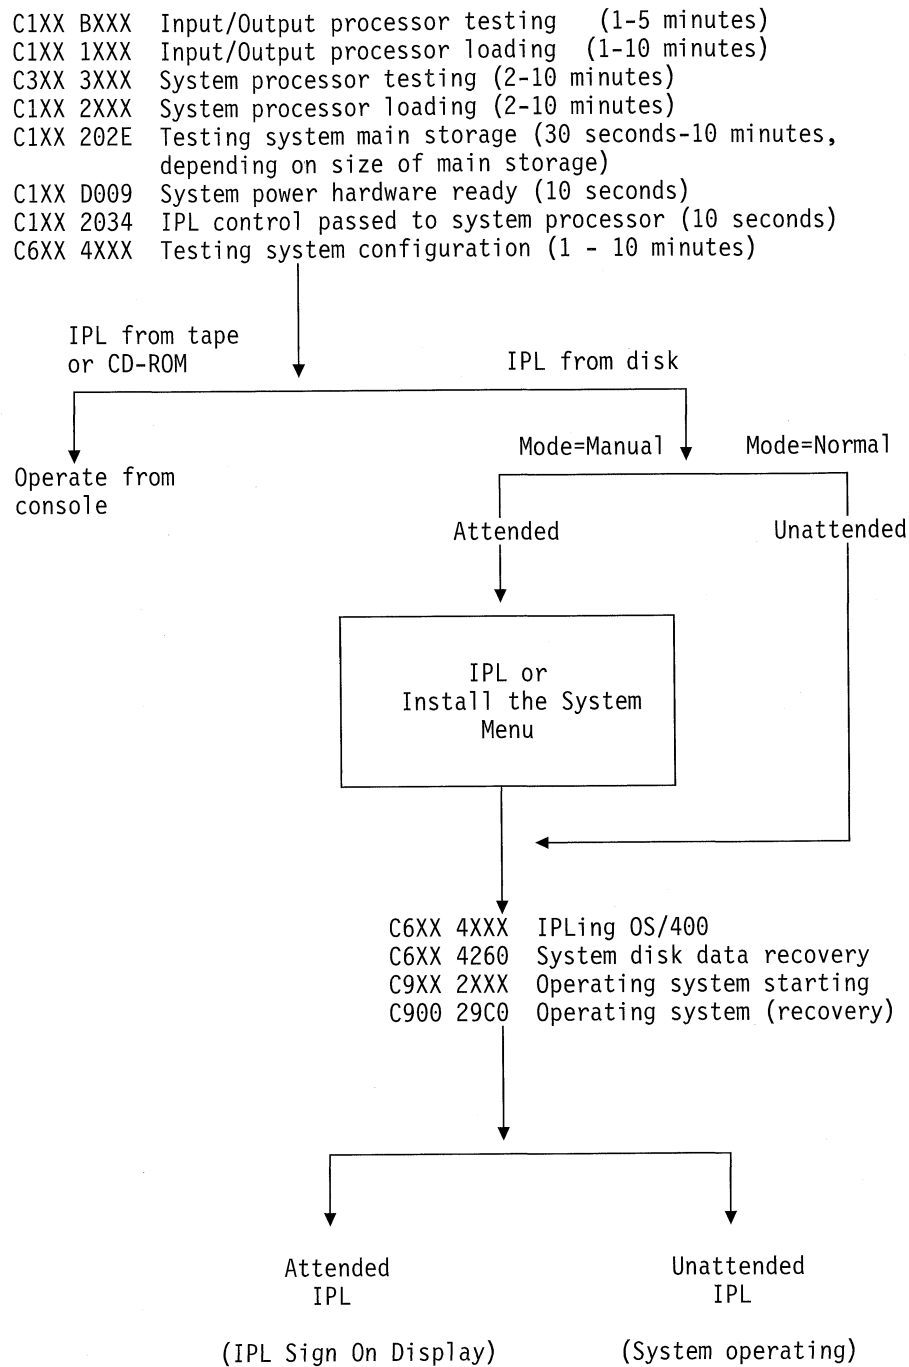 C1XX BXXX Input/Output processor testing (1-5 minutes)
C1XX 1XXX Input/Output processor loading (1-10 minutes)
C3XX 3XXX System processor testing (2-10 minutes)
C1XX 2XXX System processor loading (2-10 minutes)
C1XX 202E Testing system main storage (30 seconds-10 minutes,
depending on size of main storage)
C1XX D009 System power hardware ready (10 seconds)
C1XX 2034 IPL control passed to system processor (10 seconds)
C6XX 4XXX Testing system configuration (1 - 10 minutes)
IPL from tape
or CD-ROM
IPL from disk
Mode=Manual
Mode=Normal
Operate from
console
Attended
Unattended
IPL or
Install the System
Menu
C6XX 4XXX IPLing OS/400
C6XX 4260 System disk data recovery
C9XX 2XXX Operating system starting
C900 29C0 Operating system (recovery)
Attended
IPL
Unattended
IPL
(IPL Sign On Display)
(System operating)